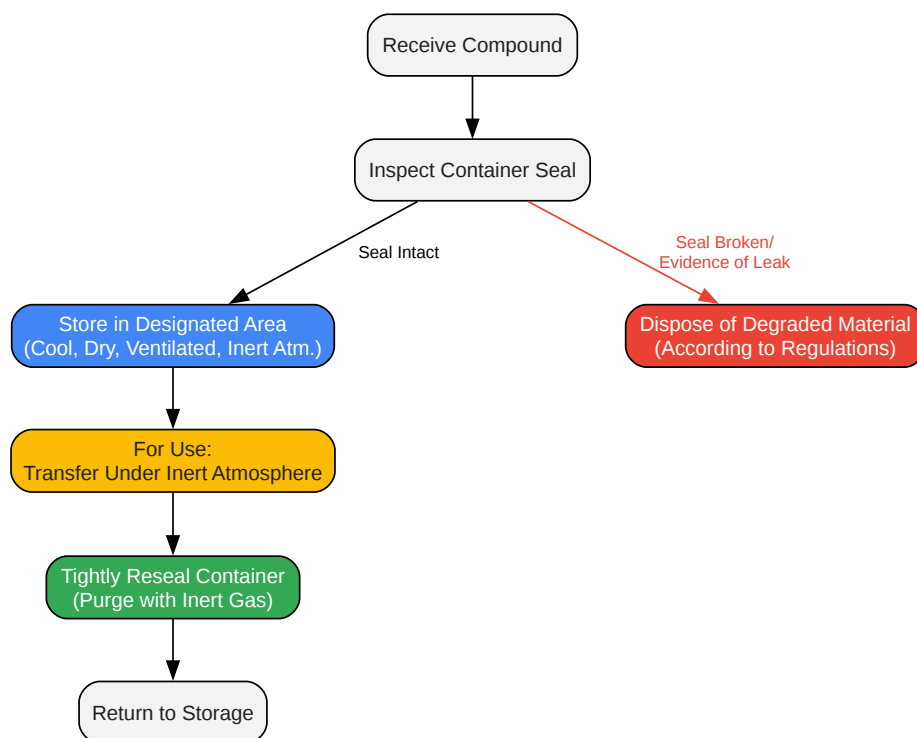 Receive Compound
Inspect Container Seal
Seal Intact
Seal Broken/
Evidence of Leak
Store in Designated Area
(Cool, Dry, Ventilated, Inert Atm.)
Dispose of Degraded Material
(According to Regulations)
For Use:
Transfer Under Inert Atmosphere
Tightly Reseal Container
(Purge with Inert Gas)
Return to Storage